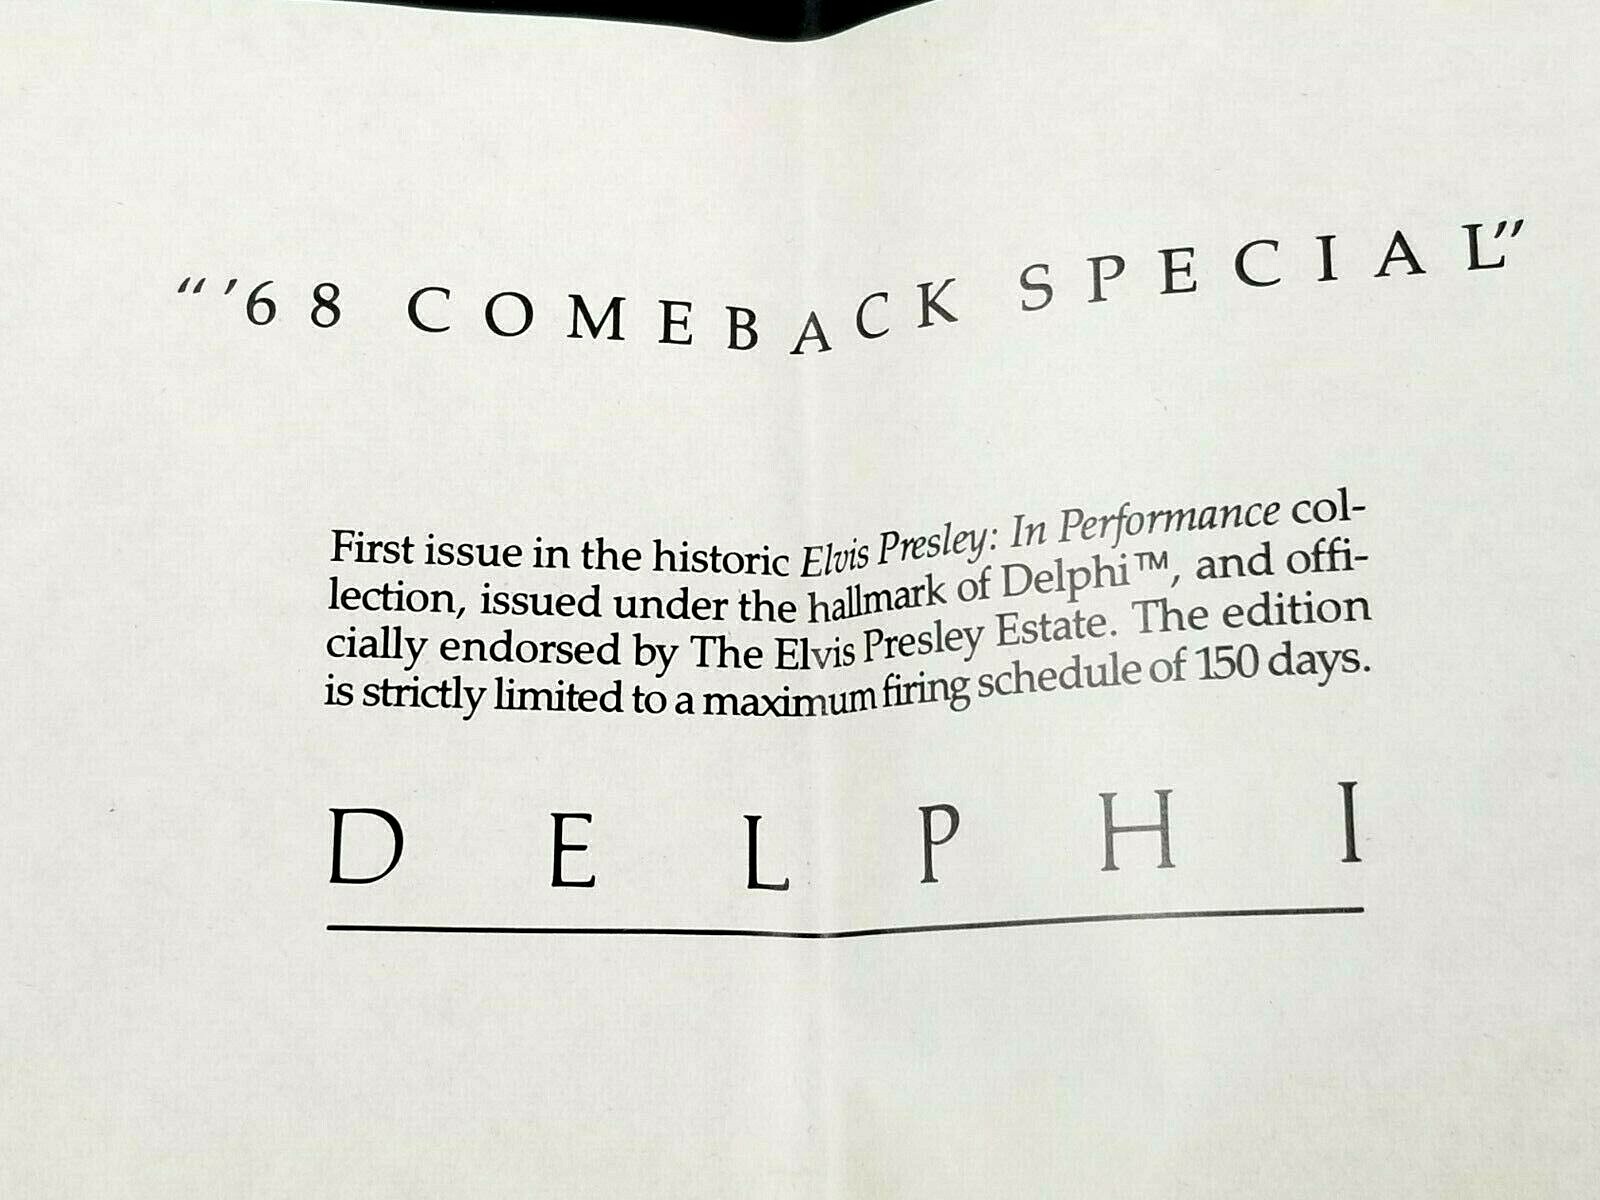 “ ’68 COMEBACK SPECIAL”
First issue in the historic Elvis Presley: In Performance col-
lection, issued under the hallmark of Delphi™, and offi-
cially endorsed by The Elvis Presley Estate. The edition
is strictly limited to a maximum firing schedule of 150 days.
DELPHI